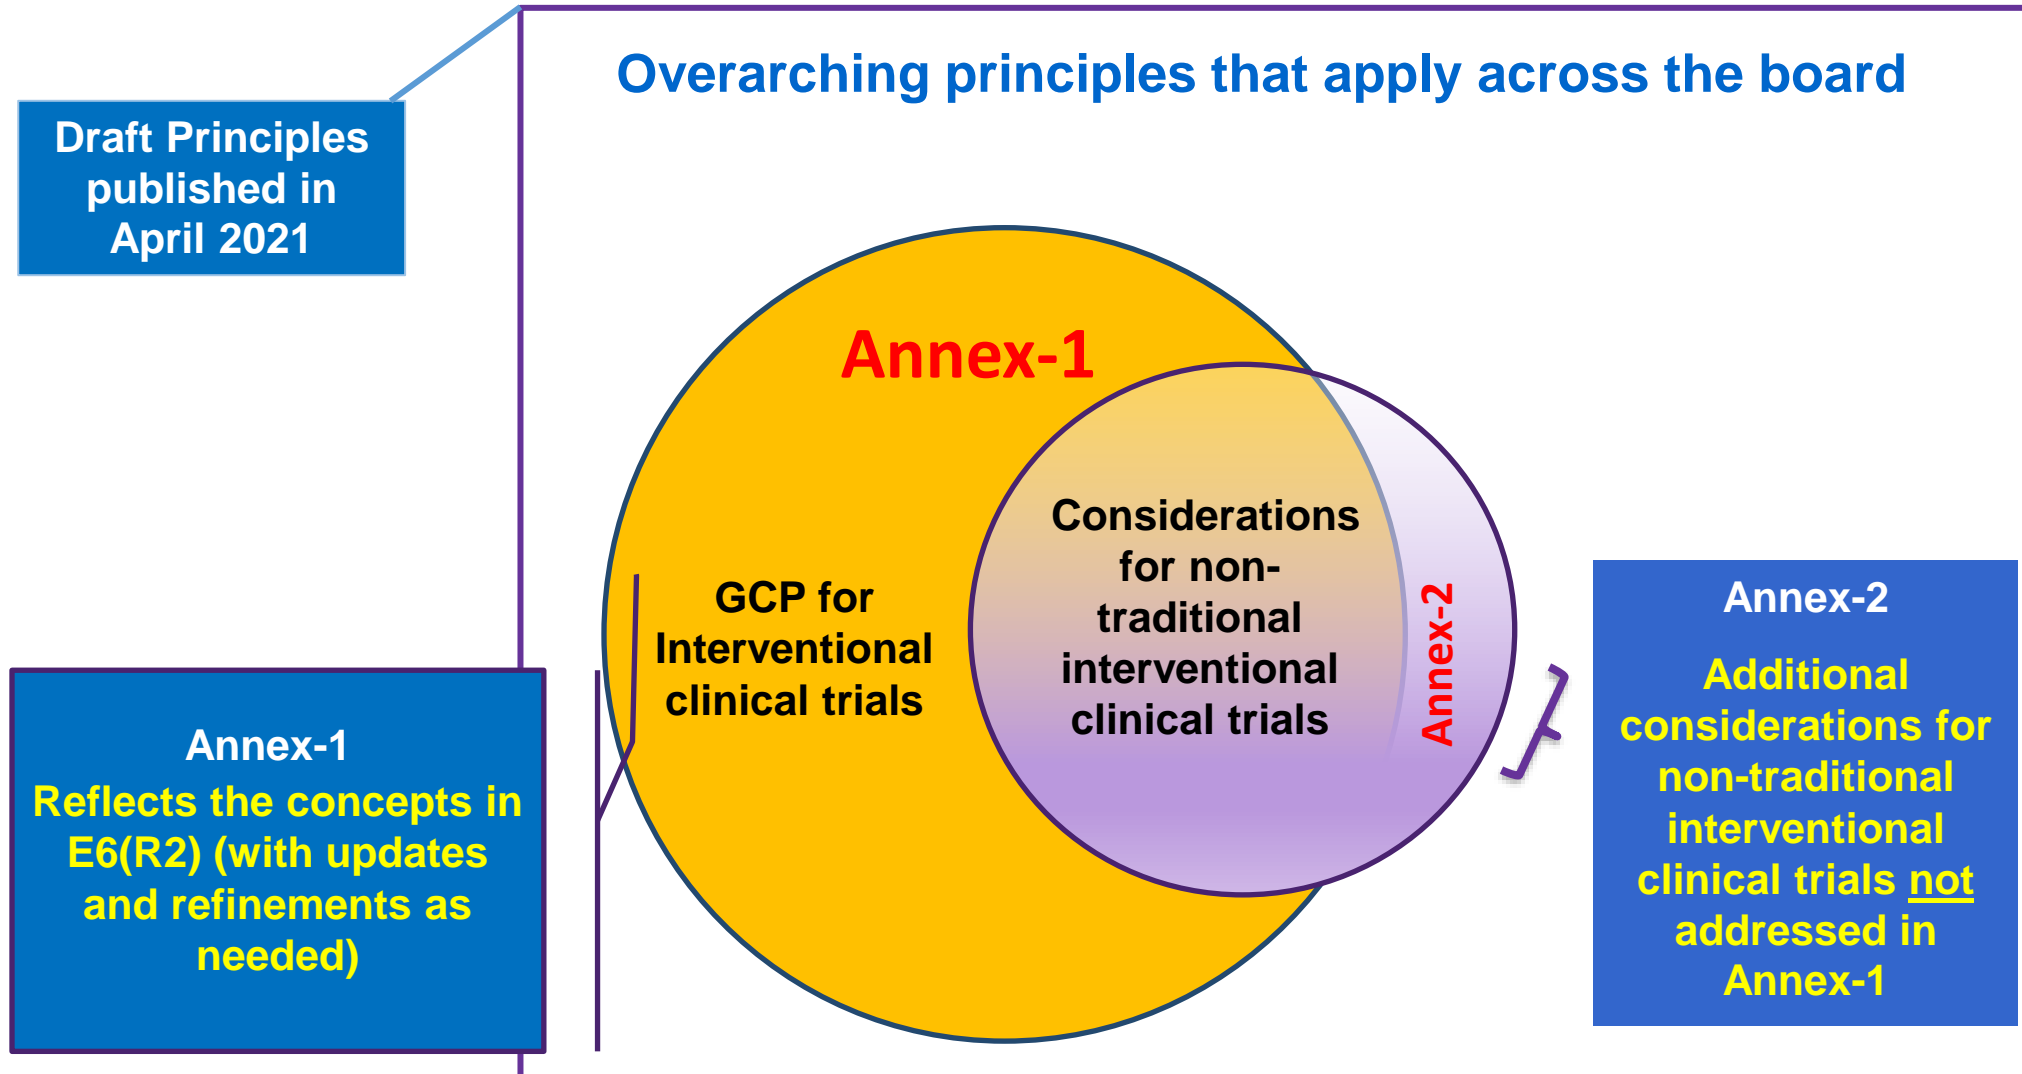 Overarching principles that apply across the board
Draft Principles
published in
April 2021
Annex-1
GCP for
Interventional
clinical trials
Considerations
for non-
traditional
interventional
clinical trials
Annex-2
Annex-1
Reflects the concepts in
E6(R2) (with updates
and refinements as
needed)
Annex-2
Additional
considerations for
non-traditional
interventional
clinical trials not
addressed in
Annex-1